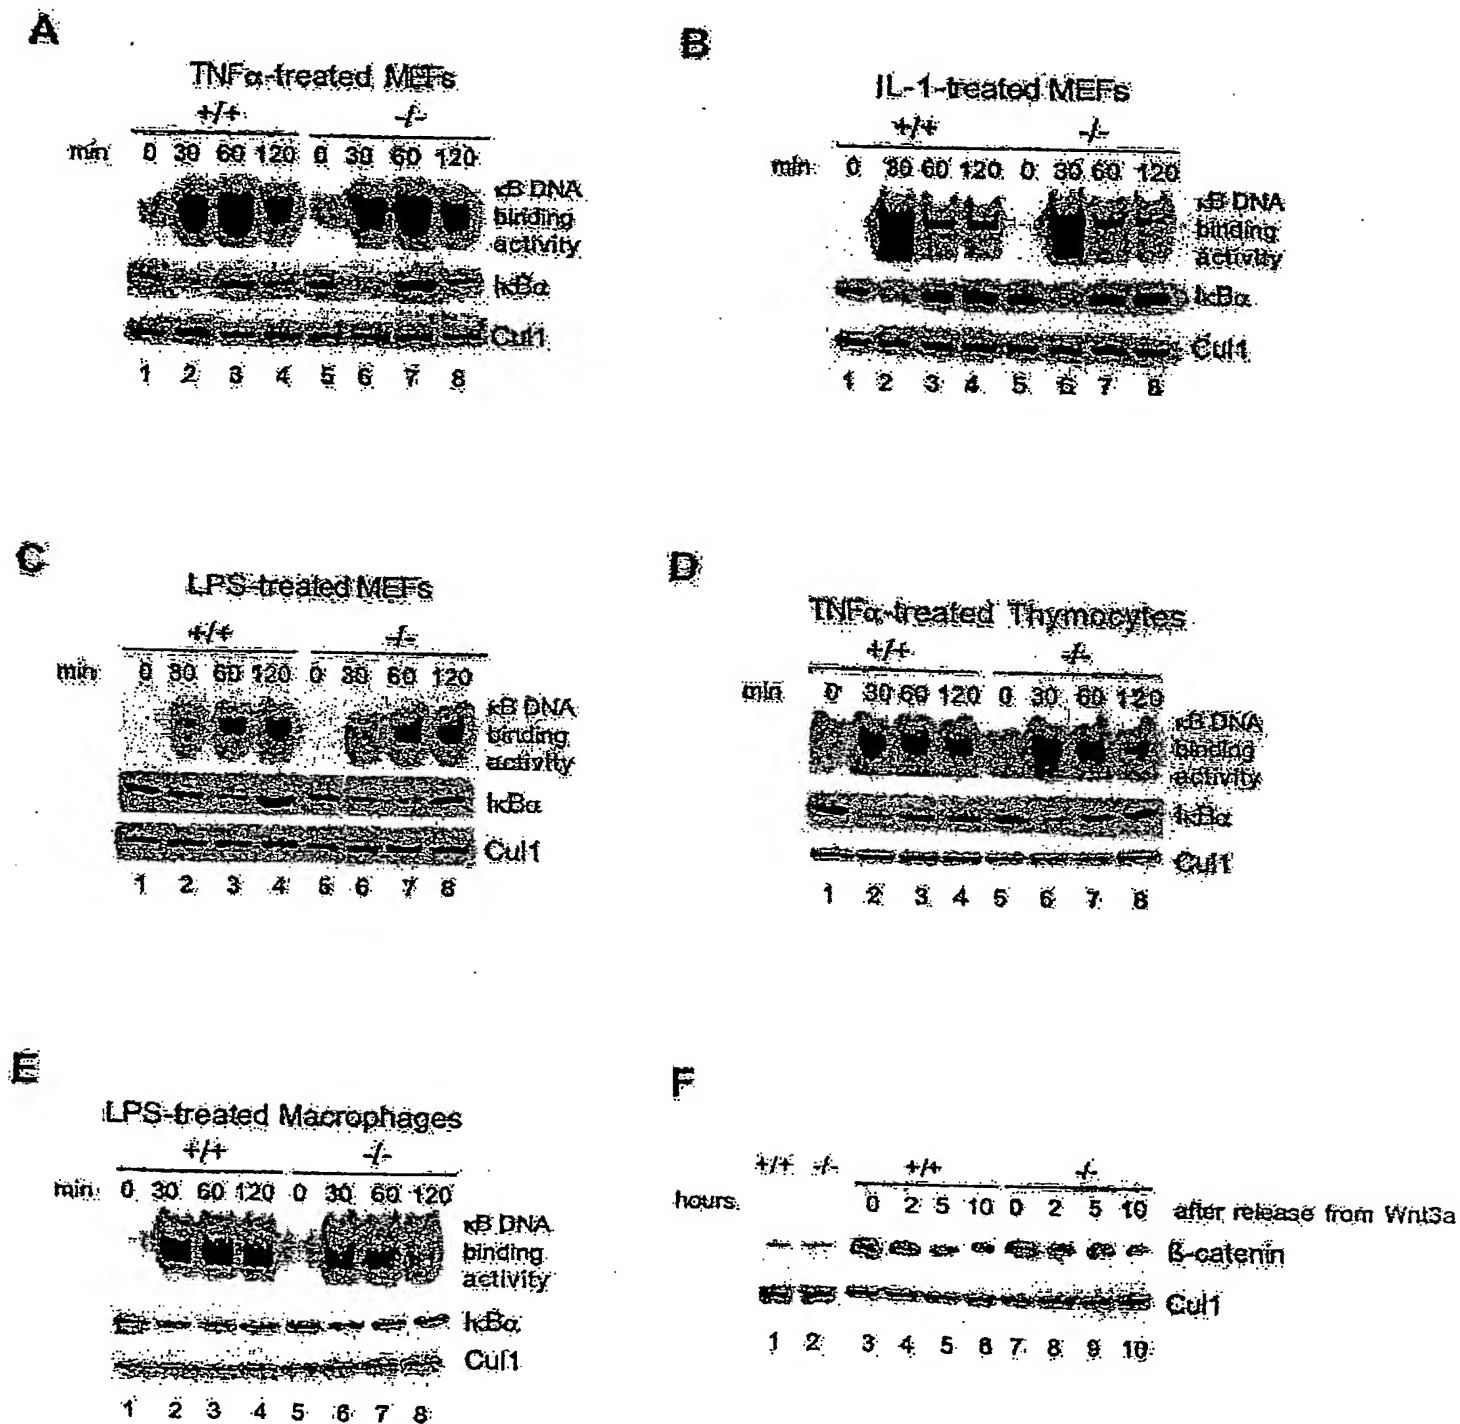 A
TNFα-treated MEFs
+/+ -/-
min 0 30 60 120 0 30 60 120
κB DNA
binding
activity
IκBα
Cul1
1 2 3 4 5 6 7 8
B
IL-1-treated MEFs
+/+ -/-
min 0 30 60 120 0 30 60 120
κB DNA
binding
activity
IκBα
Cul1
1 2 3 4 5 6 7 8
C
LPS-treated MEFs
+/+ -/-
min 0 30 60 120 0 30 60 120
κB DNA
binding
activity
IκBα
Cul1
1 2 3 4 5 6 7 8
D
TNFα-treated Thymocytes
+/+ -/-
min 0 30 60 120 0 30 60 120
κB DNA
binding
activity
IκBα
Cul1
1 2 3 4 5 6 7 8
E
LPS-treated Macrophages
+/+ -/-
min 0 30 60 120 0 30 60 120
κB DNA
binding
activity
IκBα
Cul1
1 2 3 4 5 6 7 8
F
+/+ -/- +/+ -/-
hours 0 2 5 10 0 2 5 10 after release from Wnt3a
ß-catenin
Cul1
1 2 3 4 5 6 7 8 9 10